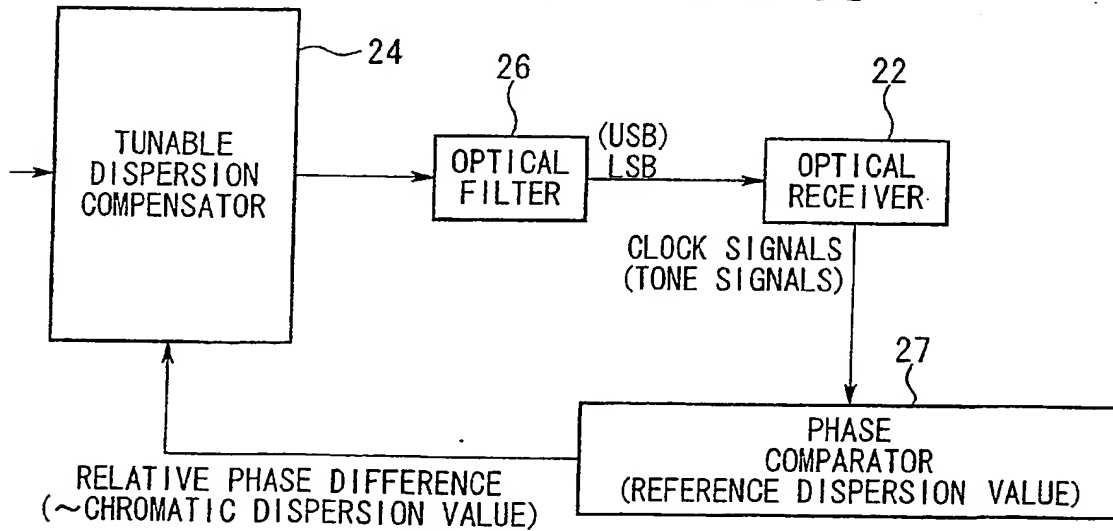 24
TUNABLE
DISPERSION
COMPENSATOR
26
OPTICAL
FILTER
(USB)
LSB
22
OPTICAL
RECEIVER
CLOCK SIGNALS
(TONE SIGNALS)
27
PHASE
COMPARATOR
(REFERENCE DISPERSION VALUE)
RELATIVE PHASE DIFFERENCE
(~CHROMATIC DISPERSION VALUE)